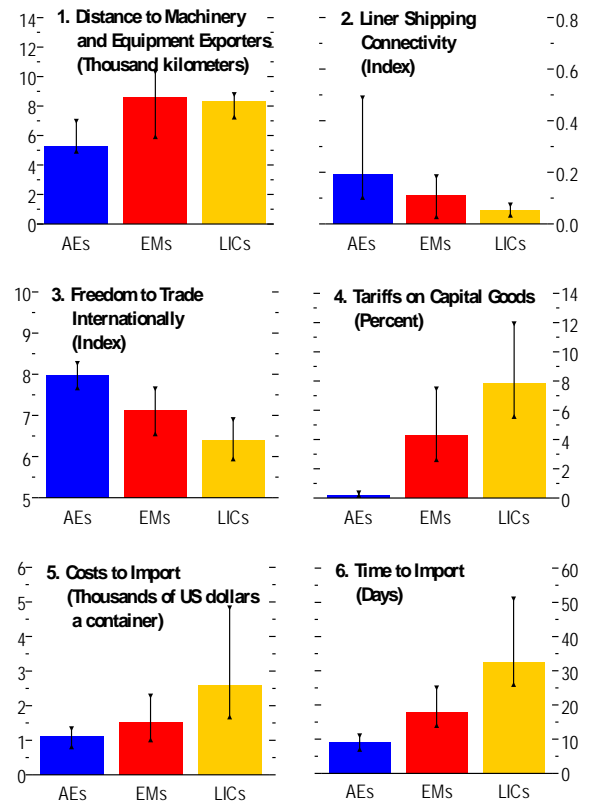 1. Distance to Machinery
and Equipment Exporters
(Thousand kilometers)
14
12
10
8
6
4
2
0
AEs EMs LICs
2. Liner Shipping
Connectivity
(Index)
0.8
0.6
0.4
0.2
0.0
AEs EMs LICs
3. Freedom to Trade
Internationally
(Index)
10
9
8
7
6
5
AEs EMs LICs
4. Tariffs on Capital Goods
(Percent)
14
12
10
8
6
4
2
0
AEs EMs LICs
5. Costs to Import
(Thousands of US dollars
a container)
6
5
4
3
2
1
0
AEs EMs LICs
6. Time to Import
(Days)
60
50
40
30
20
10
0
AEs EMs LICs